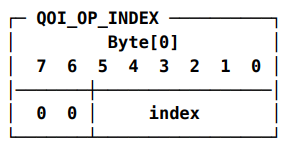 QOI_OP_INDEX
Byte[0]
7 6 5 4 3 2 1 0
0 0 index